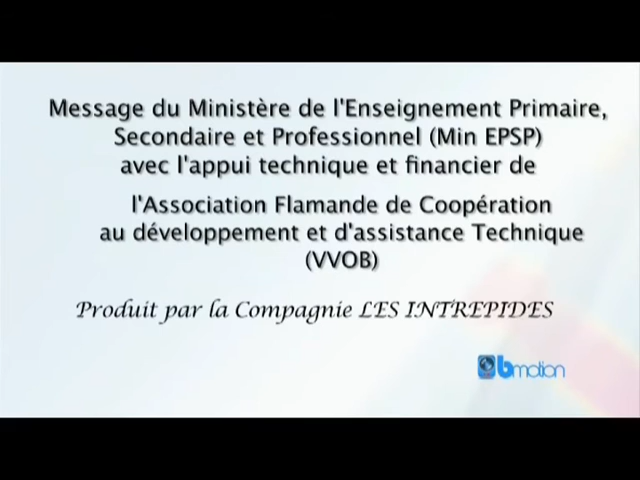 Message du Ministère de l'Enseignement Primaire,
Secondaire et Professionnel (Min EPSP)
avec l'appui technique et financier de
l'Association Flamande de Coopération
au développement et d'assistance Technique
(VVOB)
Produit par la Compagnie LES INTREPIDES
bmotion